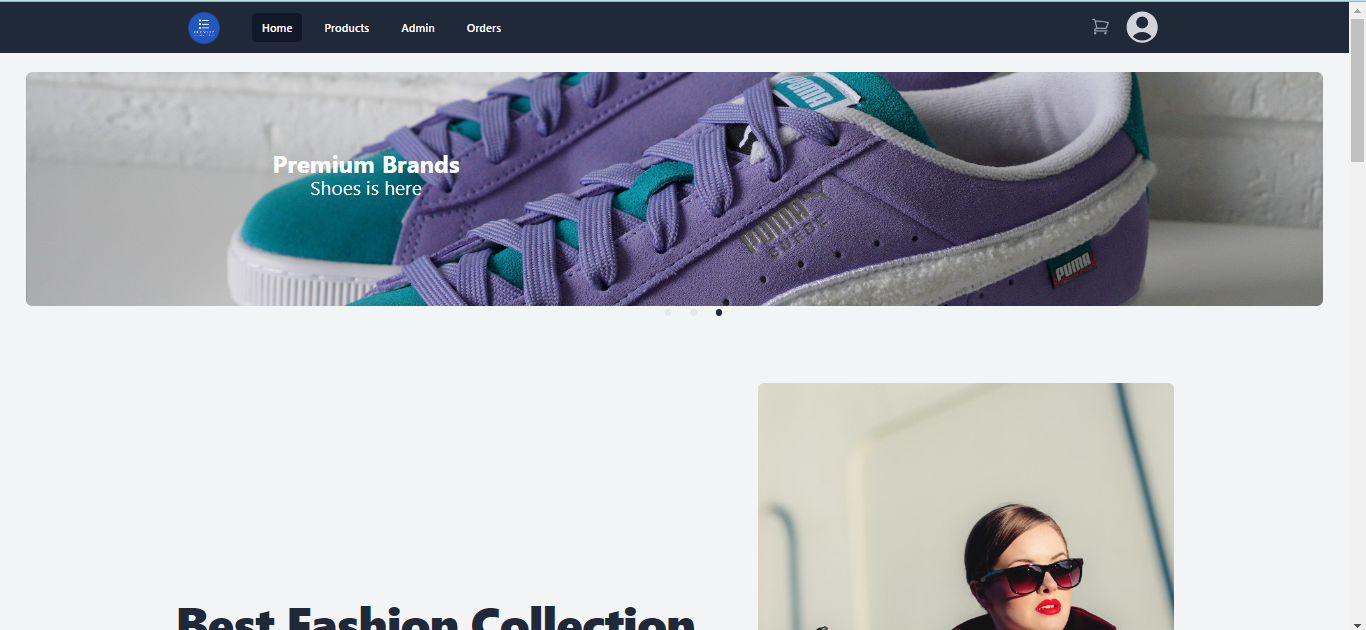 Home
Products
Admin
Orders
PUMA
Premium Brands
Shoes is here
PUMA
SUEDE
PUMA
Best Fashion Collection